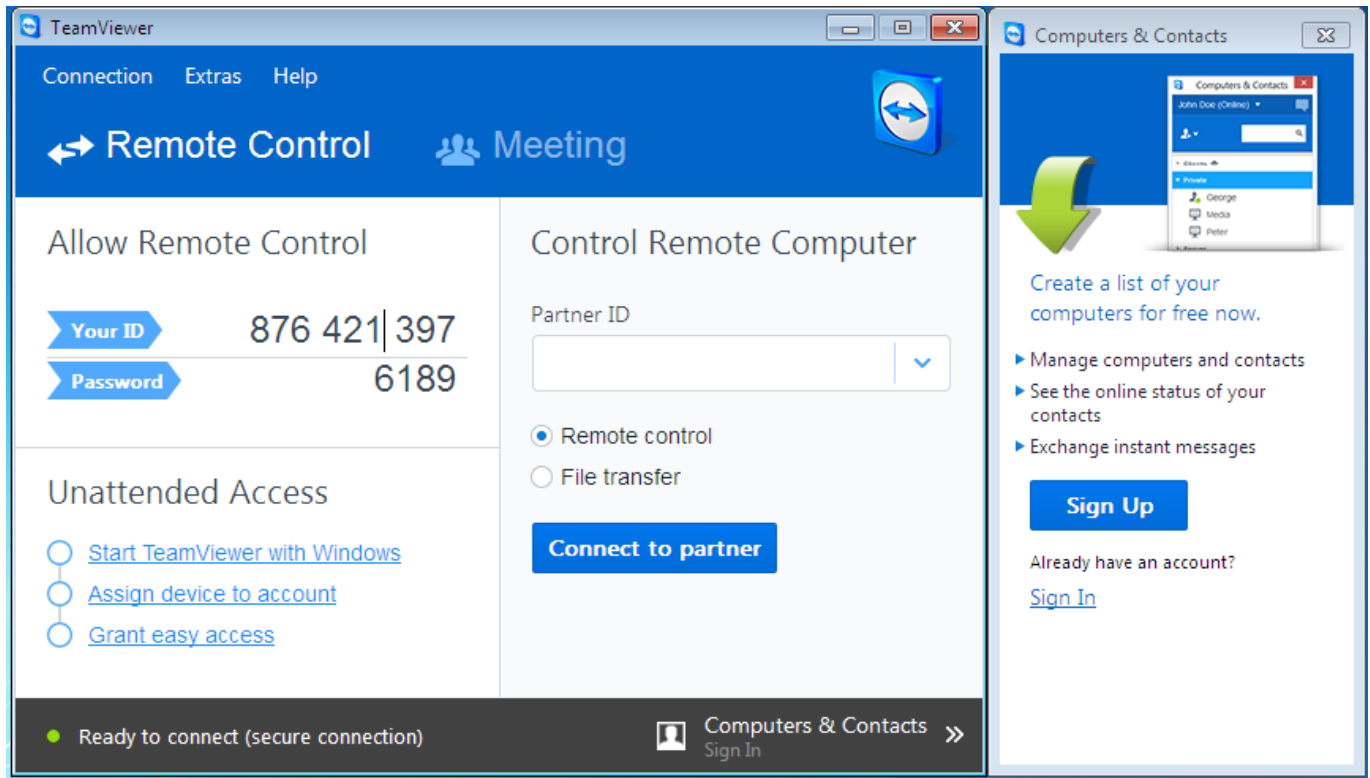 TeamViewer
Connection Extras Help
Remote Control Meeting
Allow Remote Control
Your ID 876 421 397
Password 6189
Unattended Access
Start TeamViewer with Windows
Assign device to account
Grant easy access
Control Remote Computer
Partner ID
Remote control
File transfer
Connect to partner
Ready to connect (secure connection)
Computers & Contacts
Sign In
Computers & Contacts
Computers & Contacts
John Doe (Online)
Private
George
Media
Peter
Create a list of your
computers for free now.
Manage computers and contacts
See the online status of your
contacts
Exchange instant messages
Sign Up
Already have an account?
Sign In